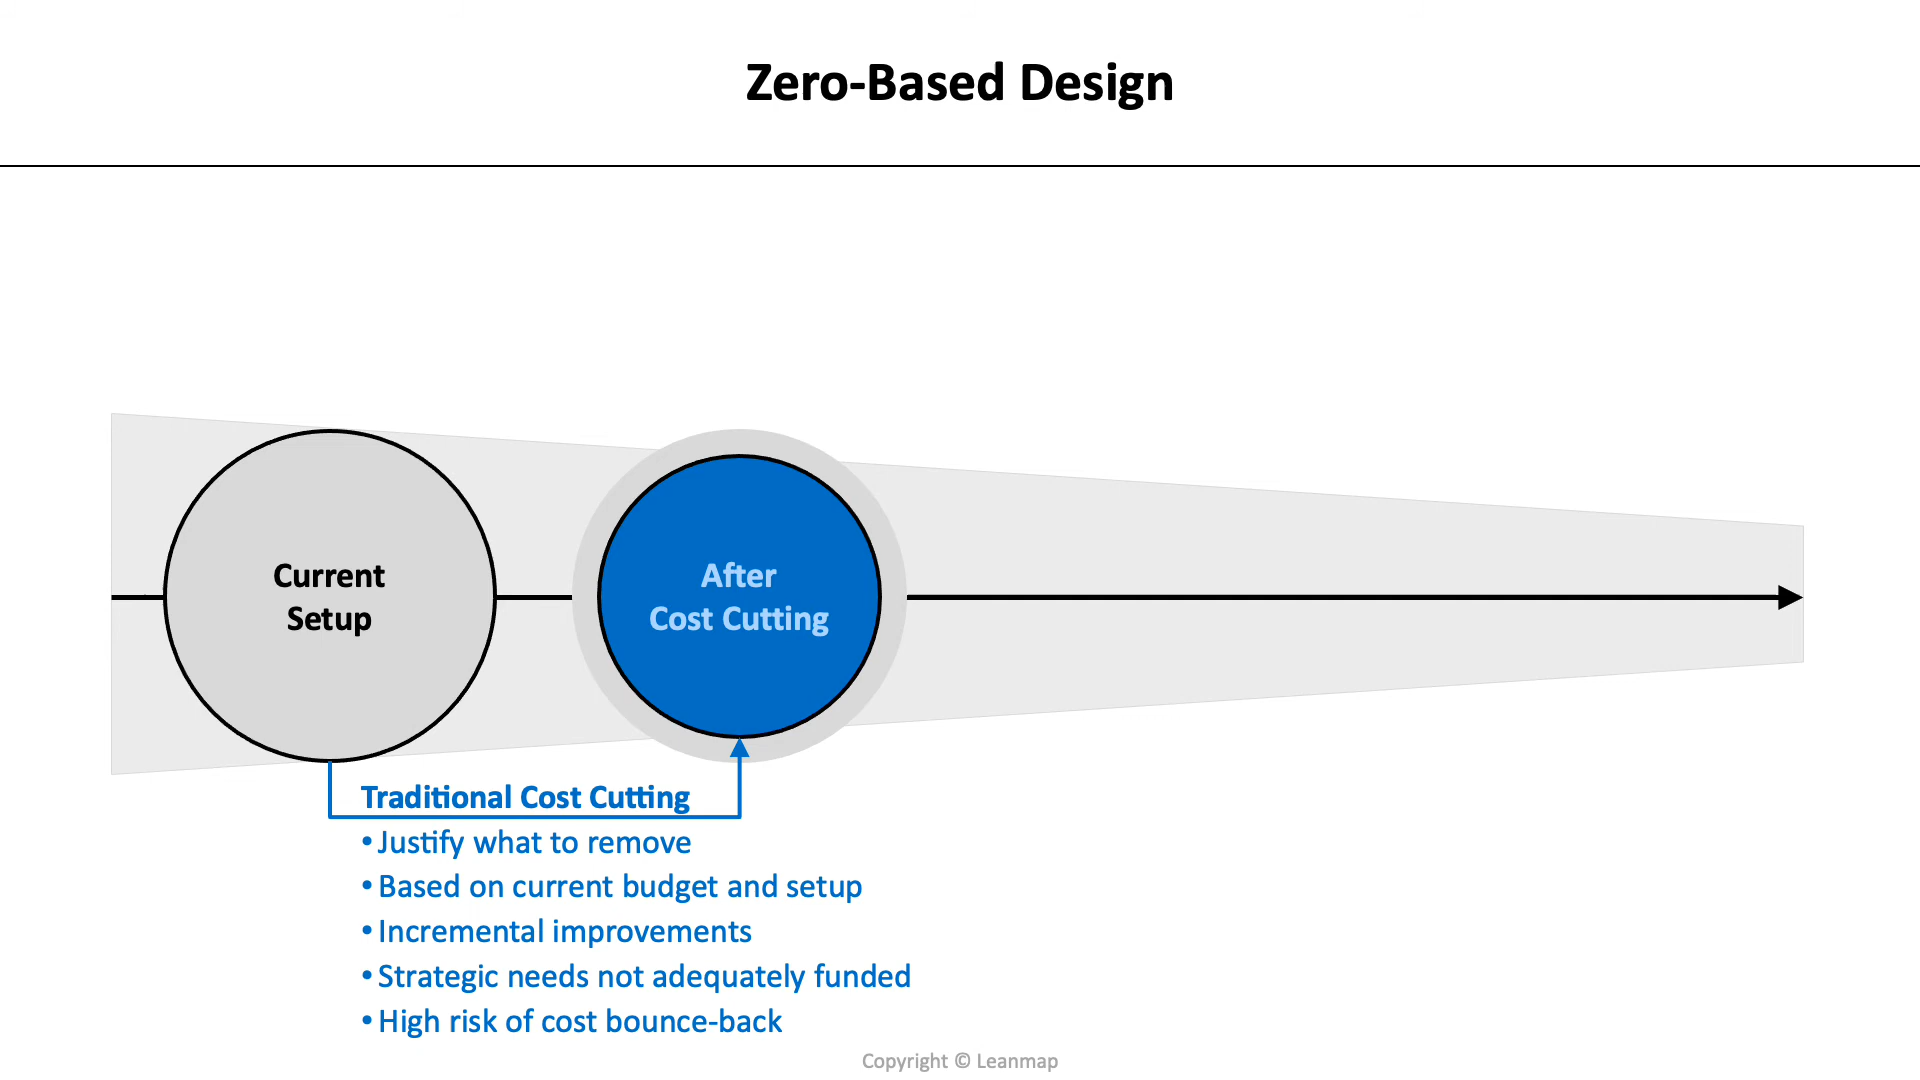 Zero-Based Design
Current
Setup
After
Cost Cutting
Traditional Cost Cutting
• Justify what to remove
• Based on current budget and setup
• Incremental improvements
• Strategic needs not adequately funded
• High risk of cost bounce-back
Copyright © Leanmap